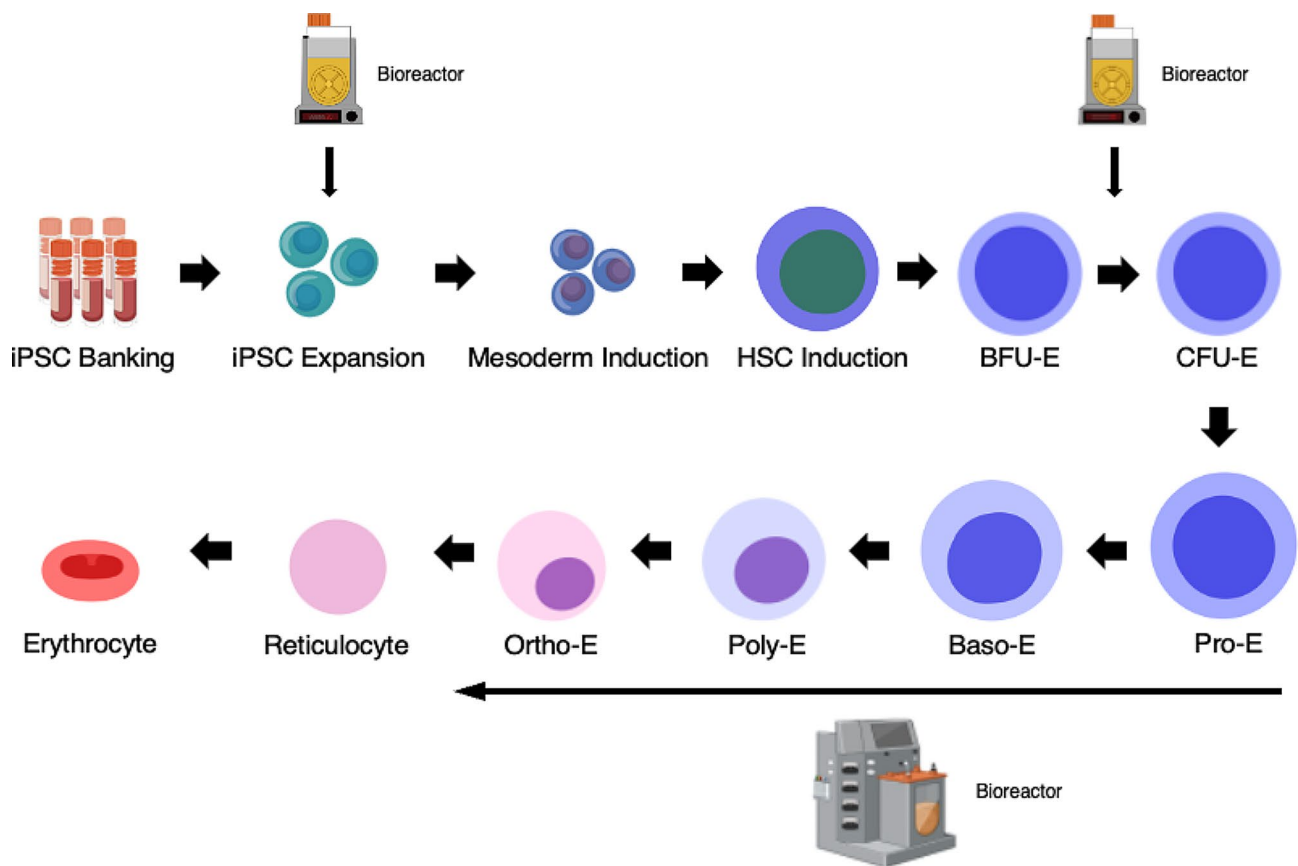 Bioreactor
Bioreactor
iPSC Banking
iPSC Expansion
Mesoderm Induction
HSC Induction
BFU-E
CFU-E
Erythrocyte
Reticulocyte
Ortho-E
Poly-E
Baso-E
Pro-E
Bioreactor